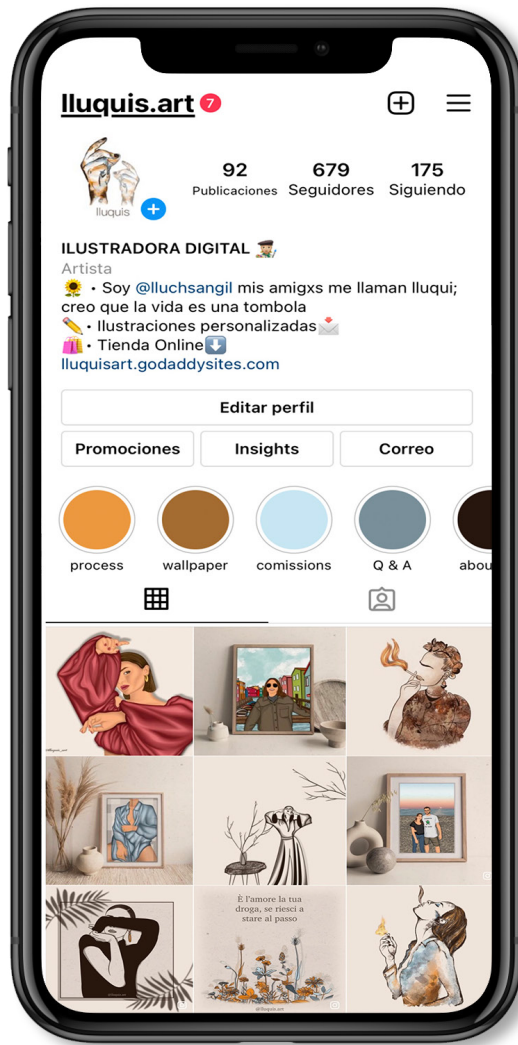 lluquis.art 7
lluquis
92 679 175
Publicaciones Seguidores Siguiendo
ILUSTRADORA DIGITAL
Artista
• Soy @lluchsangil mis amigxs me llaman lluqui;
creo que la vida es una tombola
• Ilustraciones personalizadas
• Tienda Online
lluquisart.godaddysites.com
Editar perfil
Promociones Insights Correo
process wallpaper comissions Q & A abou
È l'amore la tua
droga, se riesci a
stare al passo